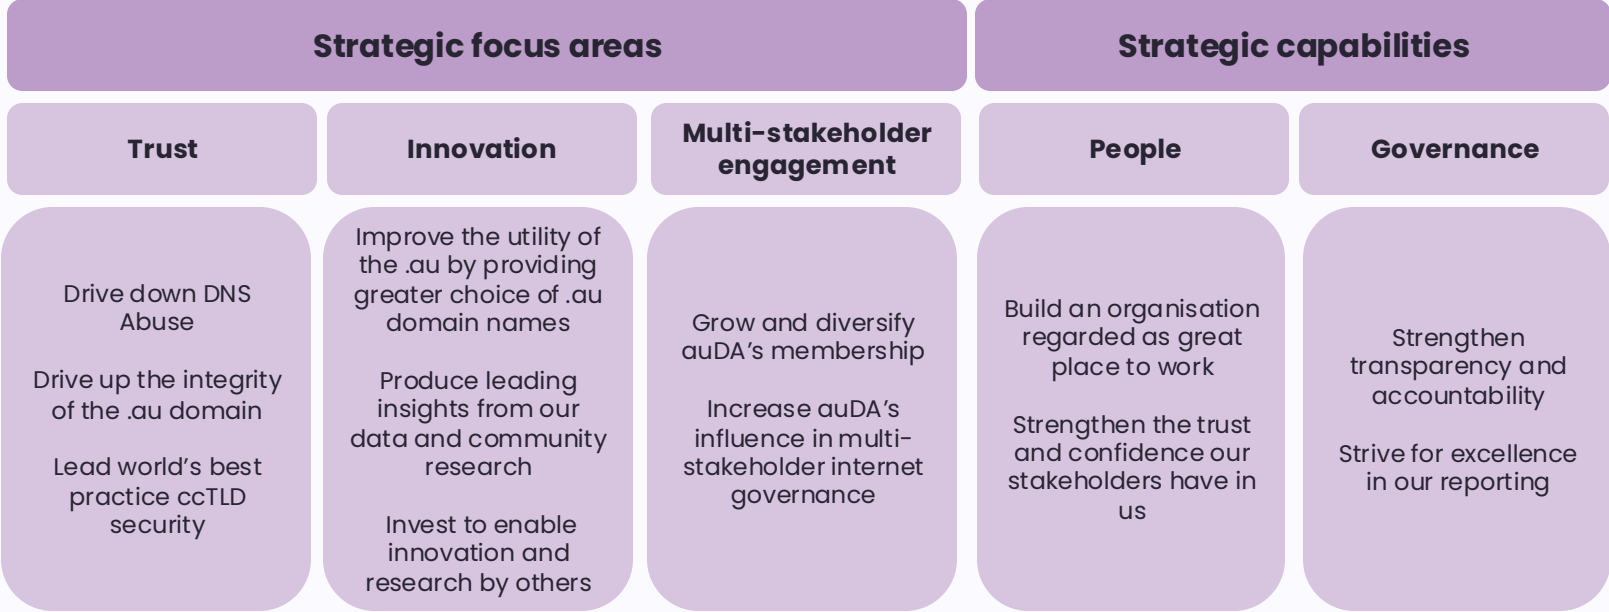 Strategic focus areas
Strategic capabilities
Trust
Innovation
Multi-stakeholder
engagement
People
Governance
Drive down DNS
Abuse
Drive up the integrity
of the .au domain
Lead world's best
practice ccTLD
security
Improve the utility of
the .au by providing
greater choice of .au
domain names
Produce leading
insights from our
data and community
research
Invest to enable
innovation and
research by others
Grow and diversify
auDA's membership
Increase auDA's
influence in multi-
stakeholder internet
governance
Build an organisation
regarded as great
place to work
Strengthen the trust
and confidence our
stakeholders have in
us
Strengthen
transparency and
accountability
Strive for excellence
in our reporting